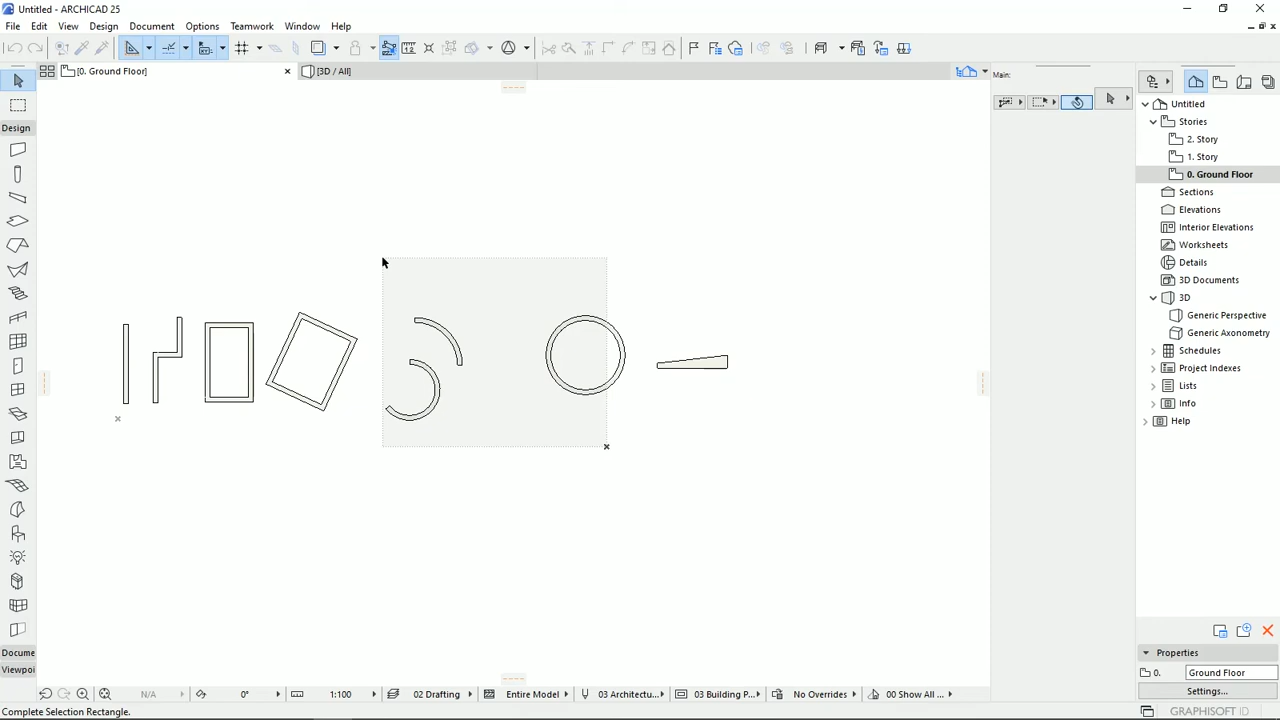 Untitled - ARCHICAD 25
File Edit View Design Document Options Teamwork Window Help
[0. Ground Floor]
[3D / All]
Main:
Design
Docume
Viewpoi
Untitled
Stories
2. Story
1. Story
0. Ground Floor
Sections
Elevations
Interior Elevations
Worksheets
Details
3D Documents
3D
Generic Perspective
Generic Axonometry
Schedules
Project Indexes
Lists
Info
Help
Properties
0. Ground Floor
Settings...
N/A 0° 1:100 02 Drafting Entire Model 03 Architectu... 03 Building P... No Overrides 00 Show All ...
Complete Selection Rectangle.
GRAPHISOFT ID